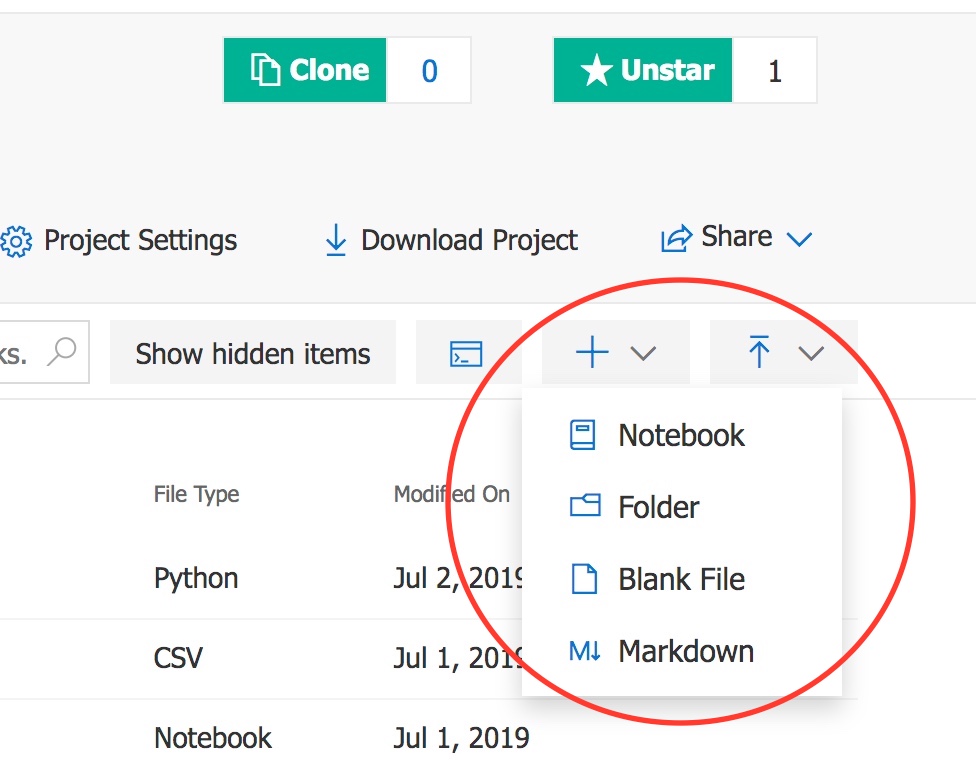 Clone 0 Unstar 1
Project Settings Download Project Share
ks. Show hidden items
Notebook
File Type Modified On Folder
Python Jul 2, 2019 Blank File
CSV Jul 1, 2019 Markdown
Notebook Jul 1, 2019